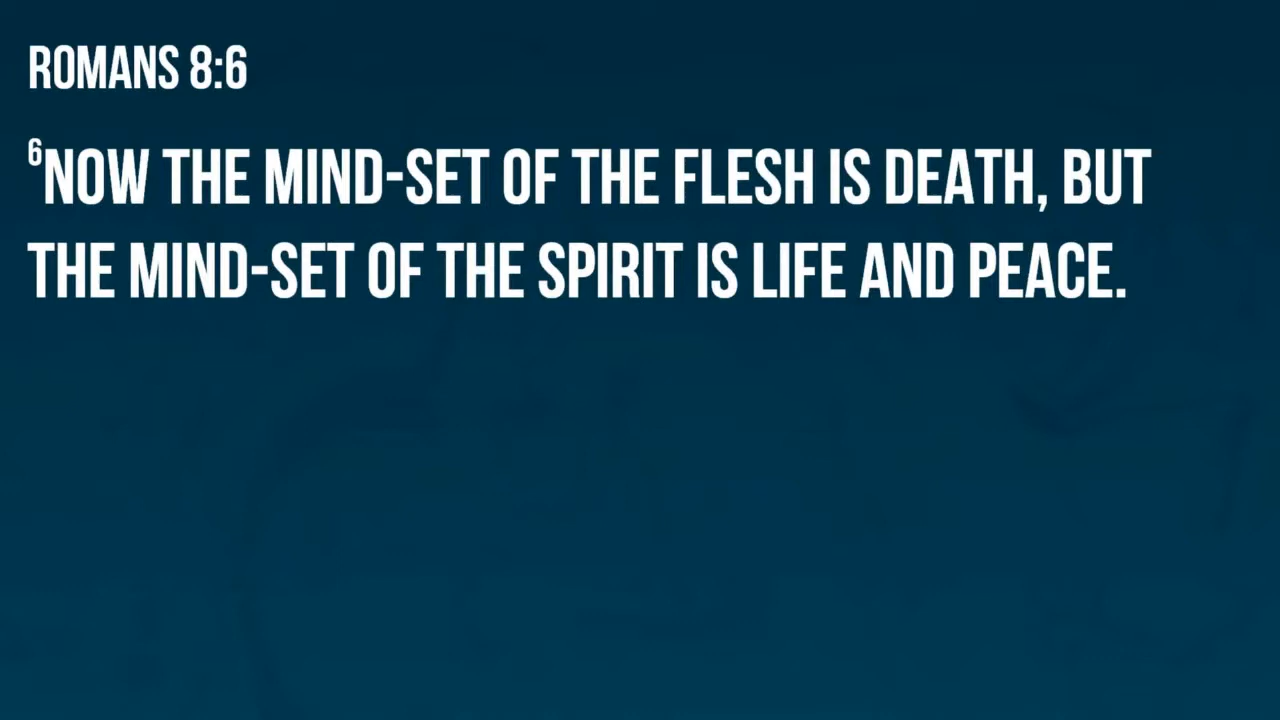 ROMANS 8:6
⁶NOW THE MIND-SET OF THE FLESH IS DEATH, BUT
THE MIND-SET OF THE SPIRIT IS LIFE AND PEACE.